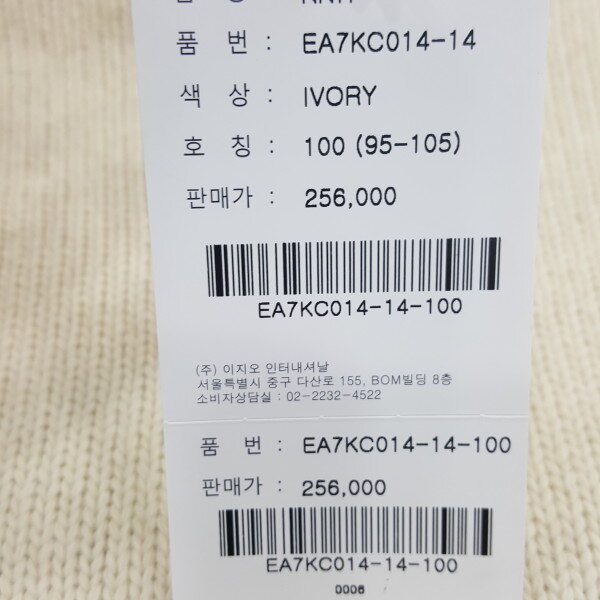 품 번 : EA7KC014-14
색 상 : IVORY
호 칭 : 100 (95-105)
판매가 : 256,000
EA7KC014-14-100
(주) 이지오 인터내셔날
서울특별시 중구 다산로 155, BOM빌딩 8층
소비자상담실 : 02-2232-4522
품 번 : EA7KC014-14-100
판매가 : 256,000
EA7KC014-14-100
0006